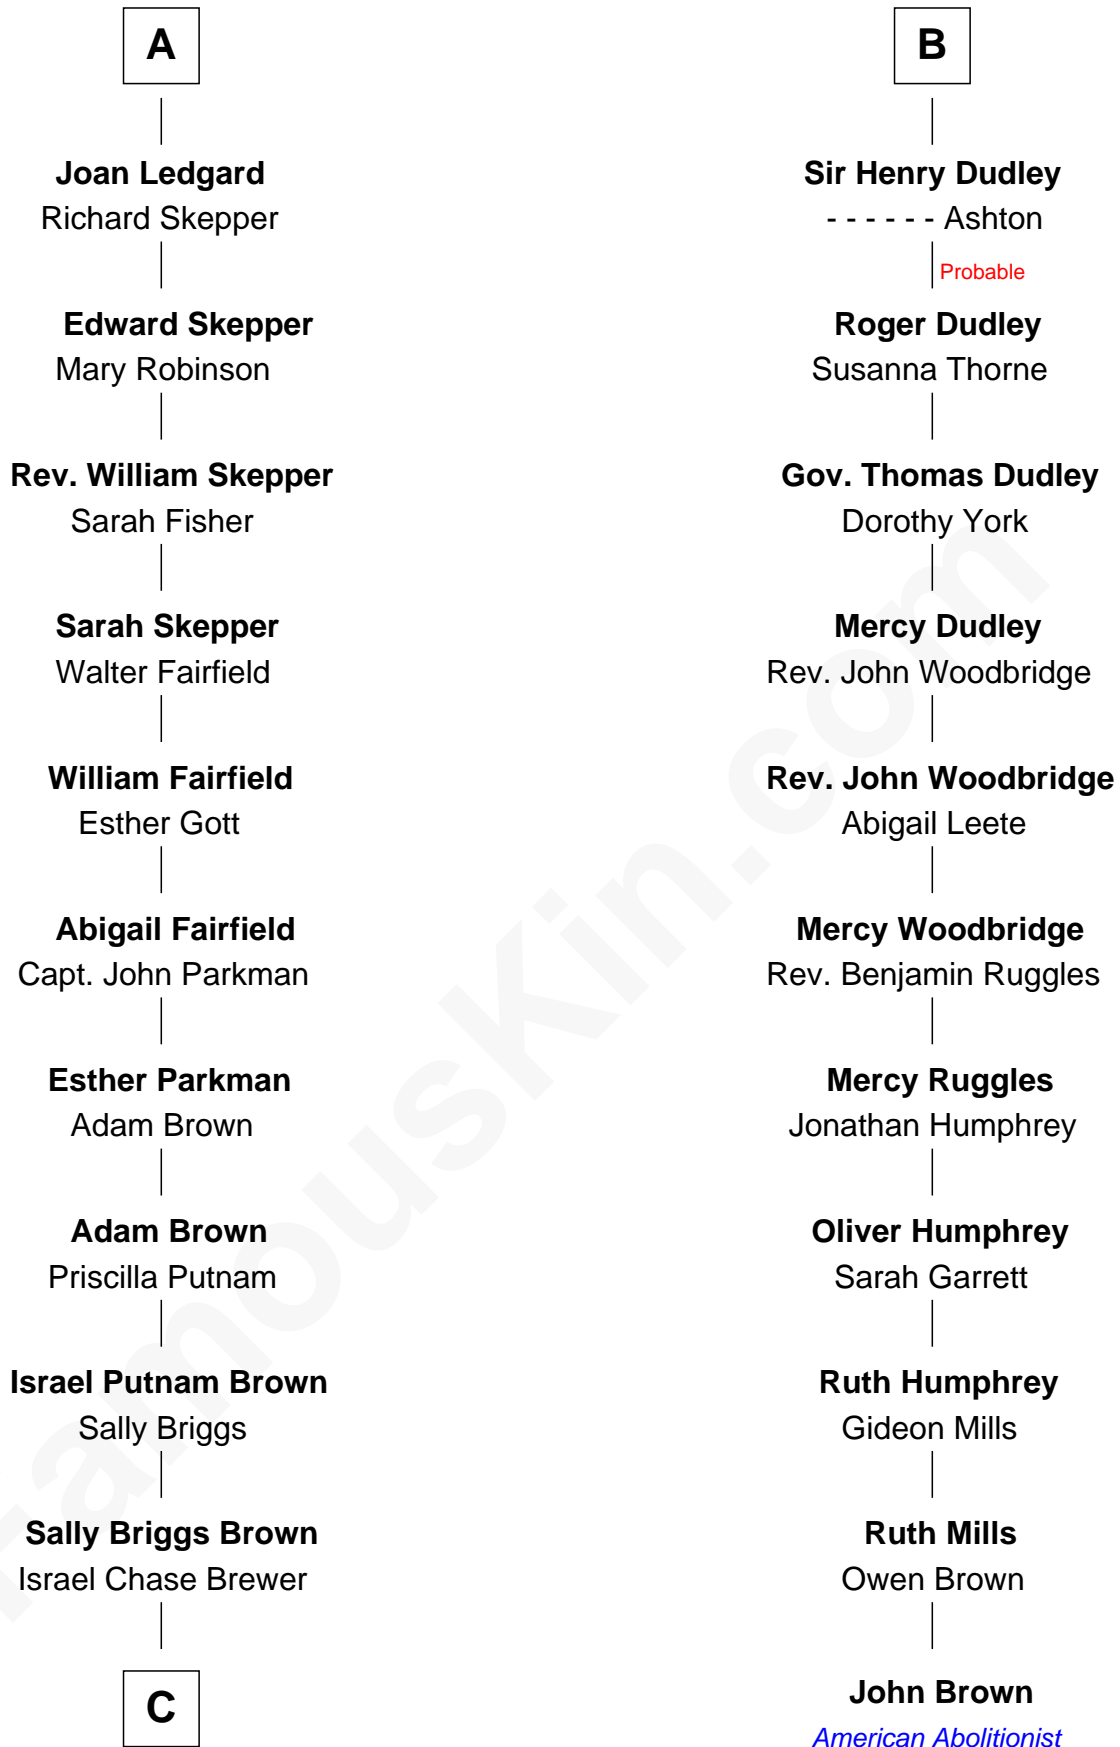 A
Joan Ledgard
Richard Skepper
Edward Skepper
Mary Robinson
Rev. William Skepper
Sarah Fisher
Sarah Skepper
Walter Fairfield
William Fairfield
Esther Gott
Abigail Fairfield
Capt. John Parkman
Esther Parkman
Adam Brown
Adam Brown
Priscilla Putnam
Israel Putnam Brown
Sally Briggs
Sally Briggs Brown
Israel Chase Brewer
C
B
Sir Henry Dudley
- - - - - - Ashton
Probable
Roger Dudley
Susanna Thorne
Gov. Thomas Dudley
Dorothy York
Mercy Dudley
Rev. John Woodbridge
Rev. John Woodbridge
Abigail Leete
Mercy Woodbridge
Rev. Benjamin Ruggles
Mercy Ruggles
Jonathan Humphrey
Oliver Humphrey
Sarah Garrett
Ruth Humphrey
Gideon Mills
Ruth Mills
Owen Brown
John Brown
American Abolitionist
FamousKin.com